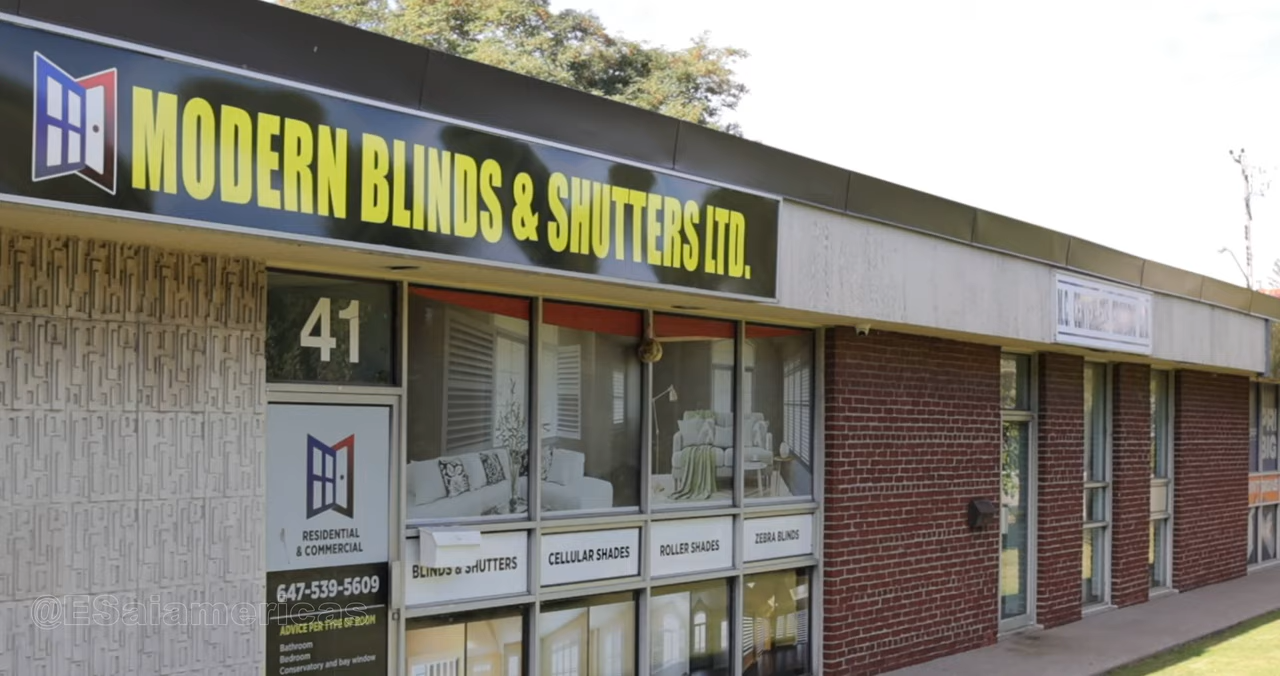 MODERN BLINDS & SHUTTERS LTD.
41
RESIDENTIAL
& COMMERCIAL
BLINDS & SHUTTERS
CELLULAR SHADES
ROLLER SHADES
ZEBRA BLINDS
647-539-5609
ADVICE PER TYPE OF ROOM
Bathroom
Bedroom
Conservatory and bay window
@ESaiamericas